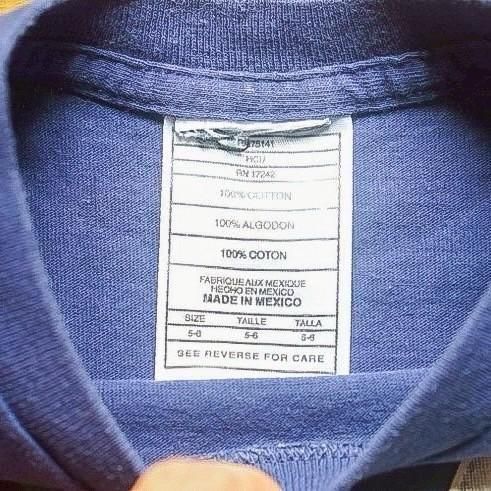 HCU
RN 17242
100% COTTON
100% ALGODON
100% COTON
FABRIQUE AUX MEXIQUE
HECHO EN MEXICO
MADE IN MEXICO
SIZE TAILLE TALLA
5-6 5-6 5-6
SEE REVERSE FOR CARE